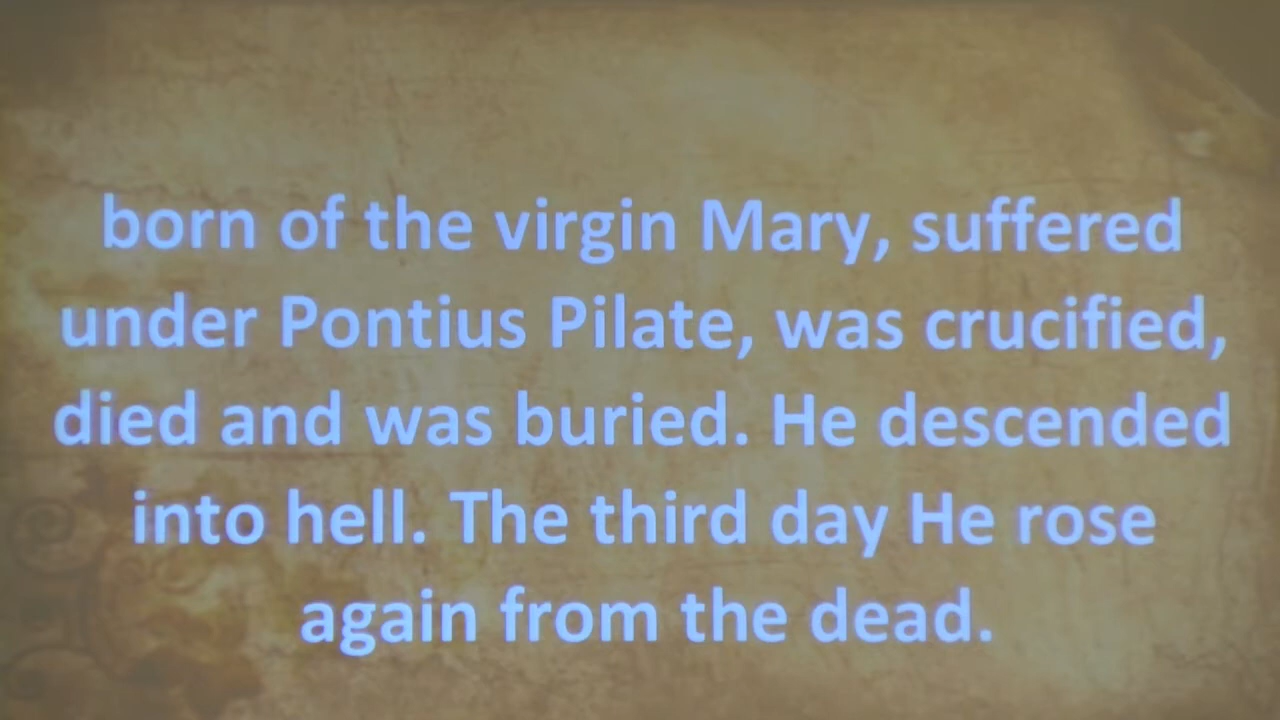 born of the virgin Mary, suffered
under Pontius Pilate, was crucified,
died and was buried. He descended
into hell. The third day He rose
again from the dead.